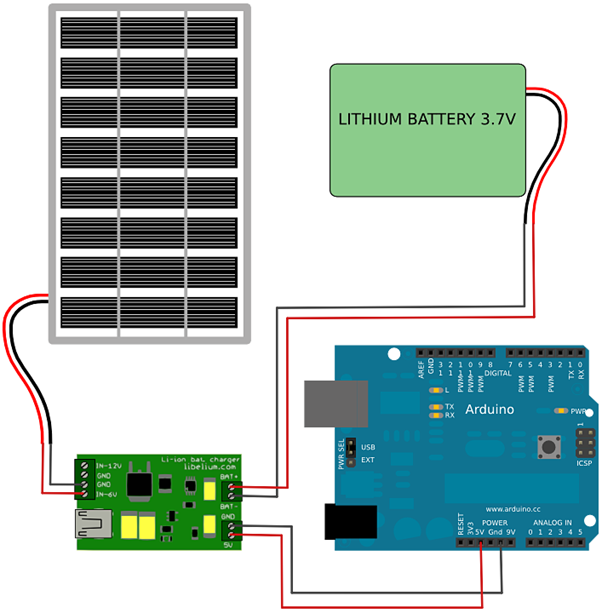 LITHIUM BATTERY 3.7V
Li-ion bat. charger
libelium.com
IN-12V
GND
GND
IN-6V
BAT+
BAT-
GND
5V
AREF
GND
13
12
PWM 11
PWM 10
PWM 9
8
DIGITAL
7
PWM 6
PWM 5
4
PWM 3
2
TX 1
RX 0
L
TX
RX
Arduino
PWR
PWR SEL
USB
EXT
1
ICSP
www.arduino.cc
POWER
ANALOG IN
RESET
3V3
5V
Gnd
9V
0 1 2 3 4 5